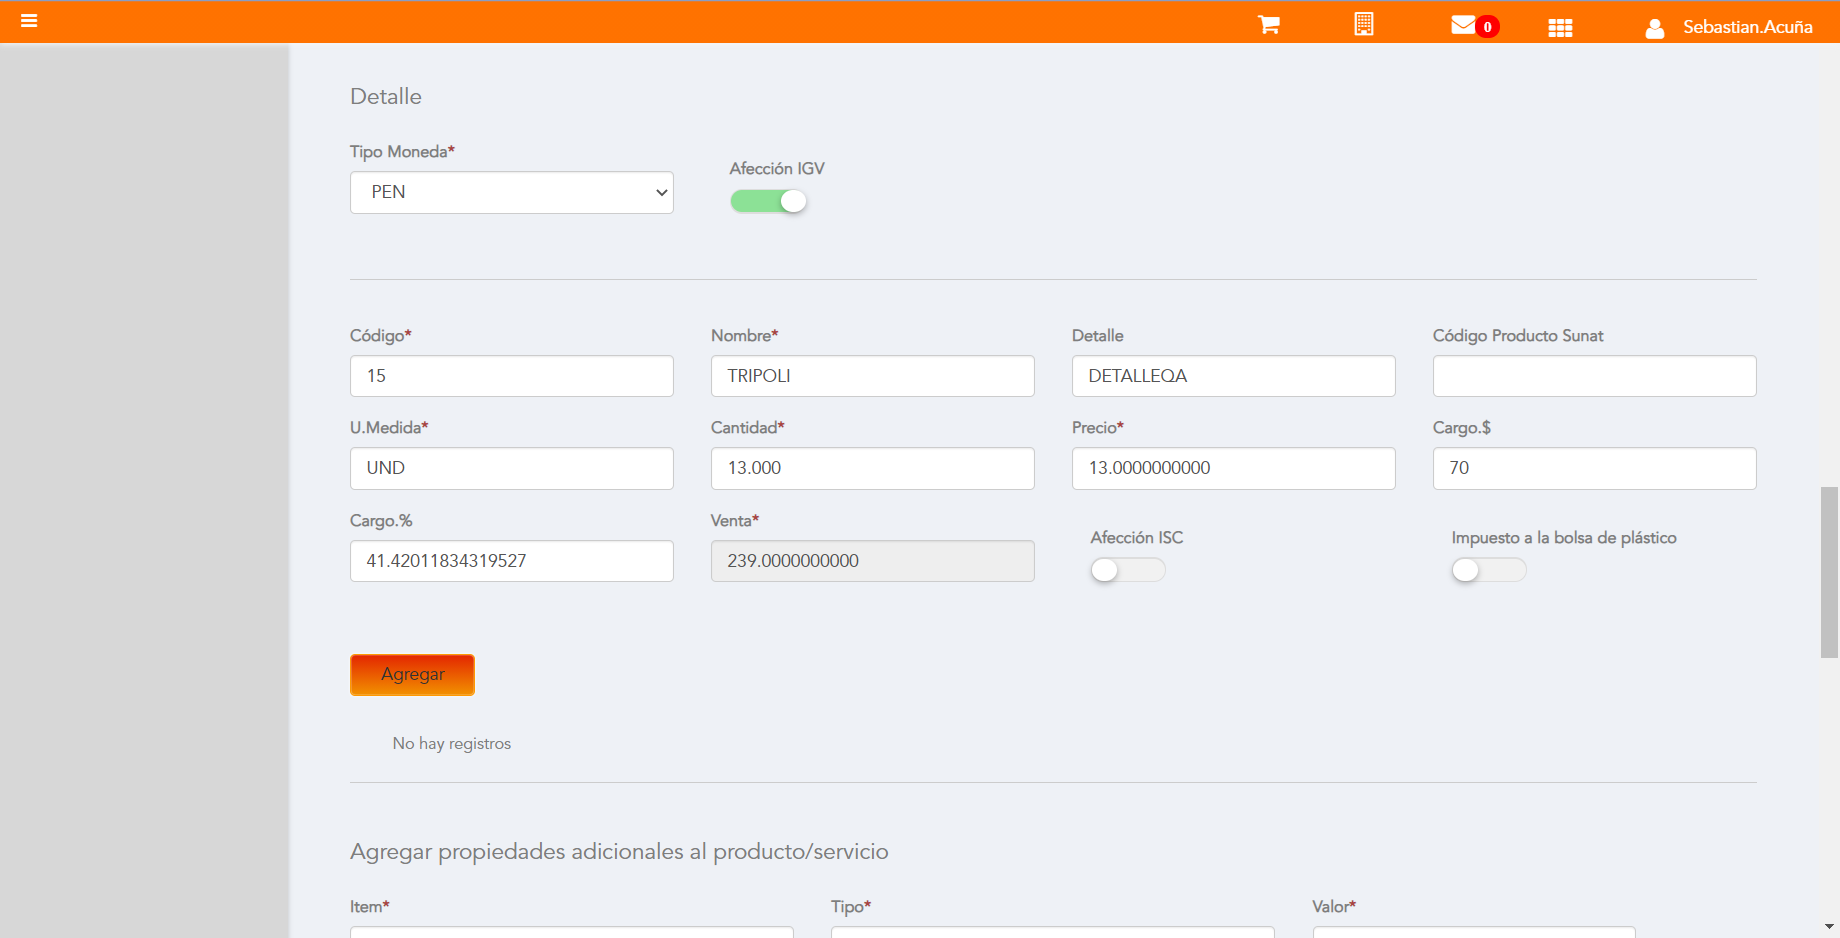 0
Sebastian.Acuña
Detalle
Tipo Moneda*
Afección IGV
PEN
Código*
Nombre*
Detalle
Código Producto Sunat
15
TRIPOLI
DETALLEQA
U.Medida*
Cantidad*
Precio*
Cargo.$
UND
13.000
13.0000000000
70
Cargo.%
Venta*
Afección ISC
Impuesto a la bolsa de plástico
41.42011834319527
239.0000000000
Agregar
No hay registros
Agregar propiedades adicionales al producto/servicio
Item*
Tipo*
Valor*